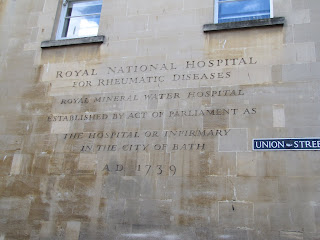 ROYAL NATIONAL HOSPITAL
FOR RHEUMATIC DISEASES
ROYAL MINERAL WATER HOSPITAL
ESTABLISHED BY ACT OF PARLIAMENT AS
THE HOSPITAL OR INFIRMARY
IN THE CITY OF BATH
A D 1739
UNION STREE